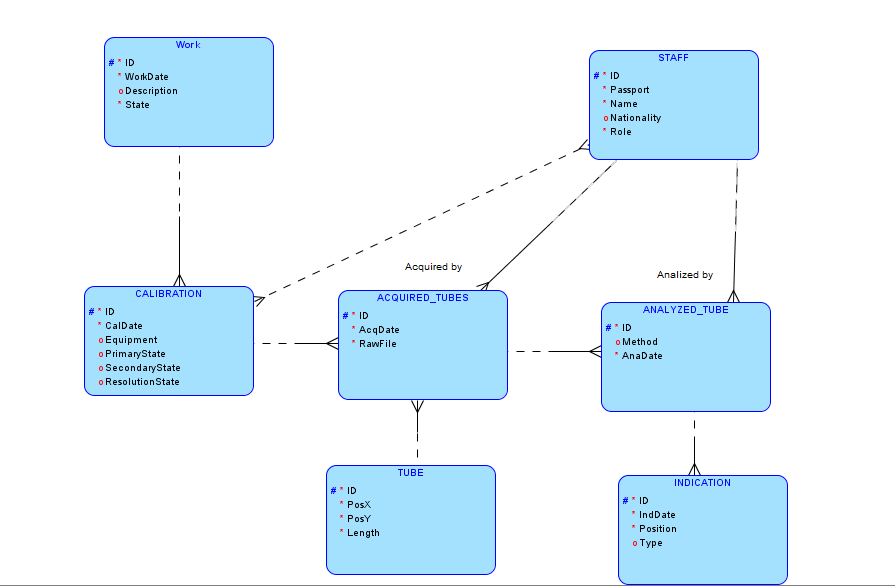 Work
# * ID
* WorkDate
o Description
* State
STAFF
# * ID
* Passport
* Name
o Nationality
* Role
Acquired by
Analized by
CALIBRATION
# * ID
* CalDate
o Equipment
o PrimaryState
o SecondaryState
o ResolutionState
ACQUIRED_TUBES
# * ID
* AcqDate
* RawFile
ANALYZED_TUBE
# * ID
o Method
* AnaDate
TUBE
# * ID
* PosX
* PosY
* Length
INDICATION
# * ID
* IndDate
* Position
o Type